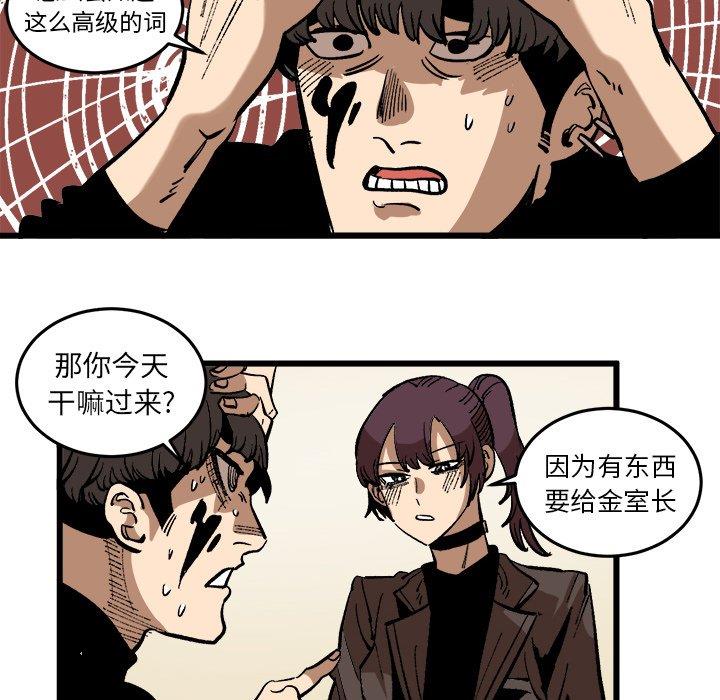 这么高级的词
那你今天
干嘛过来?
因为有东西
要给金室长